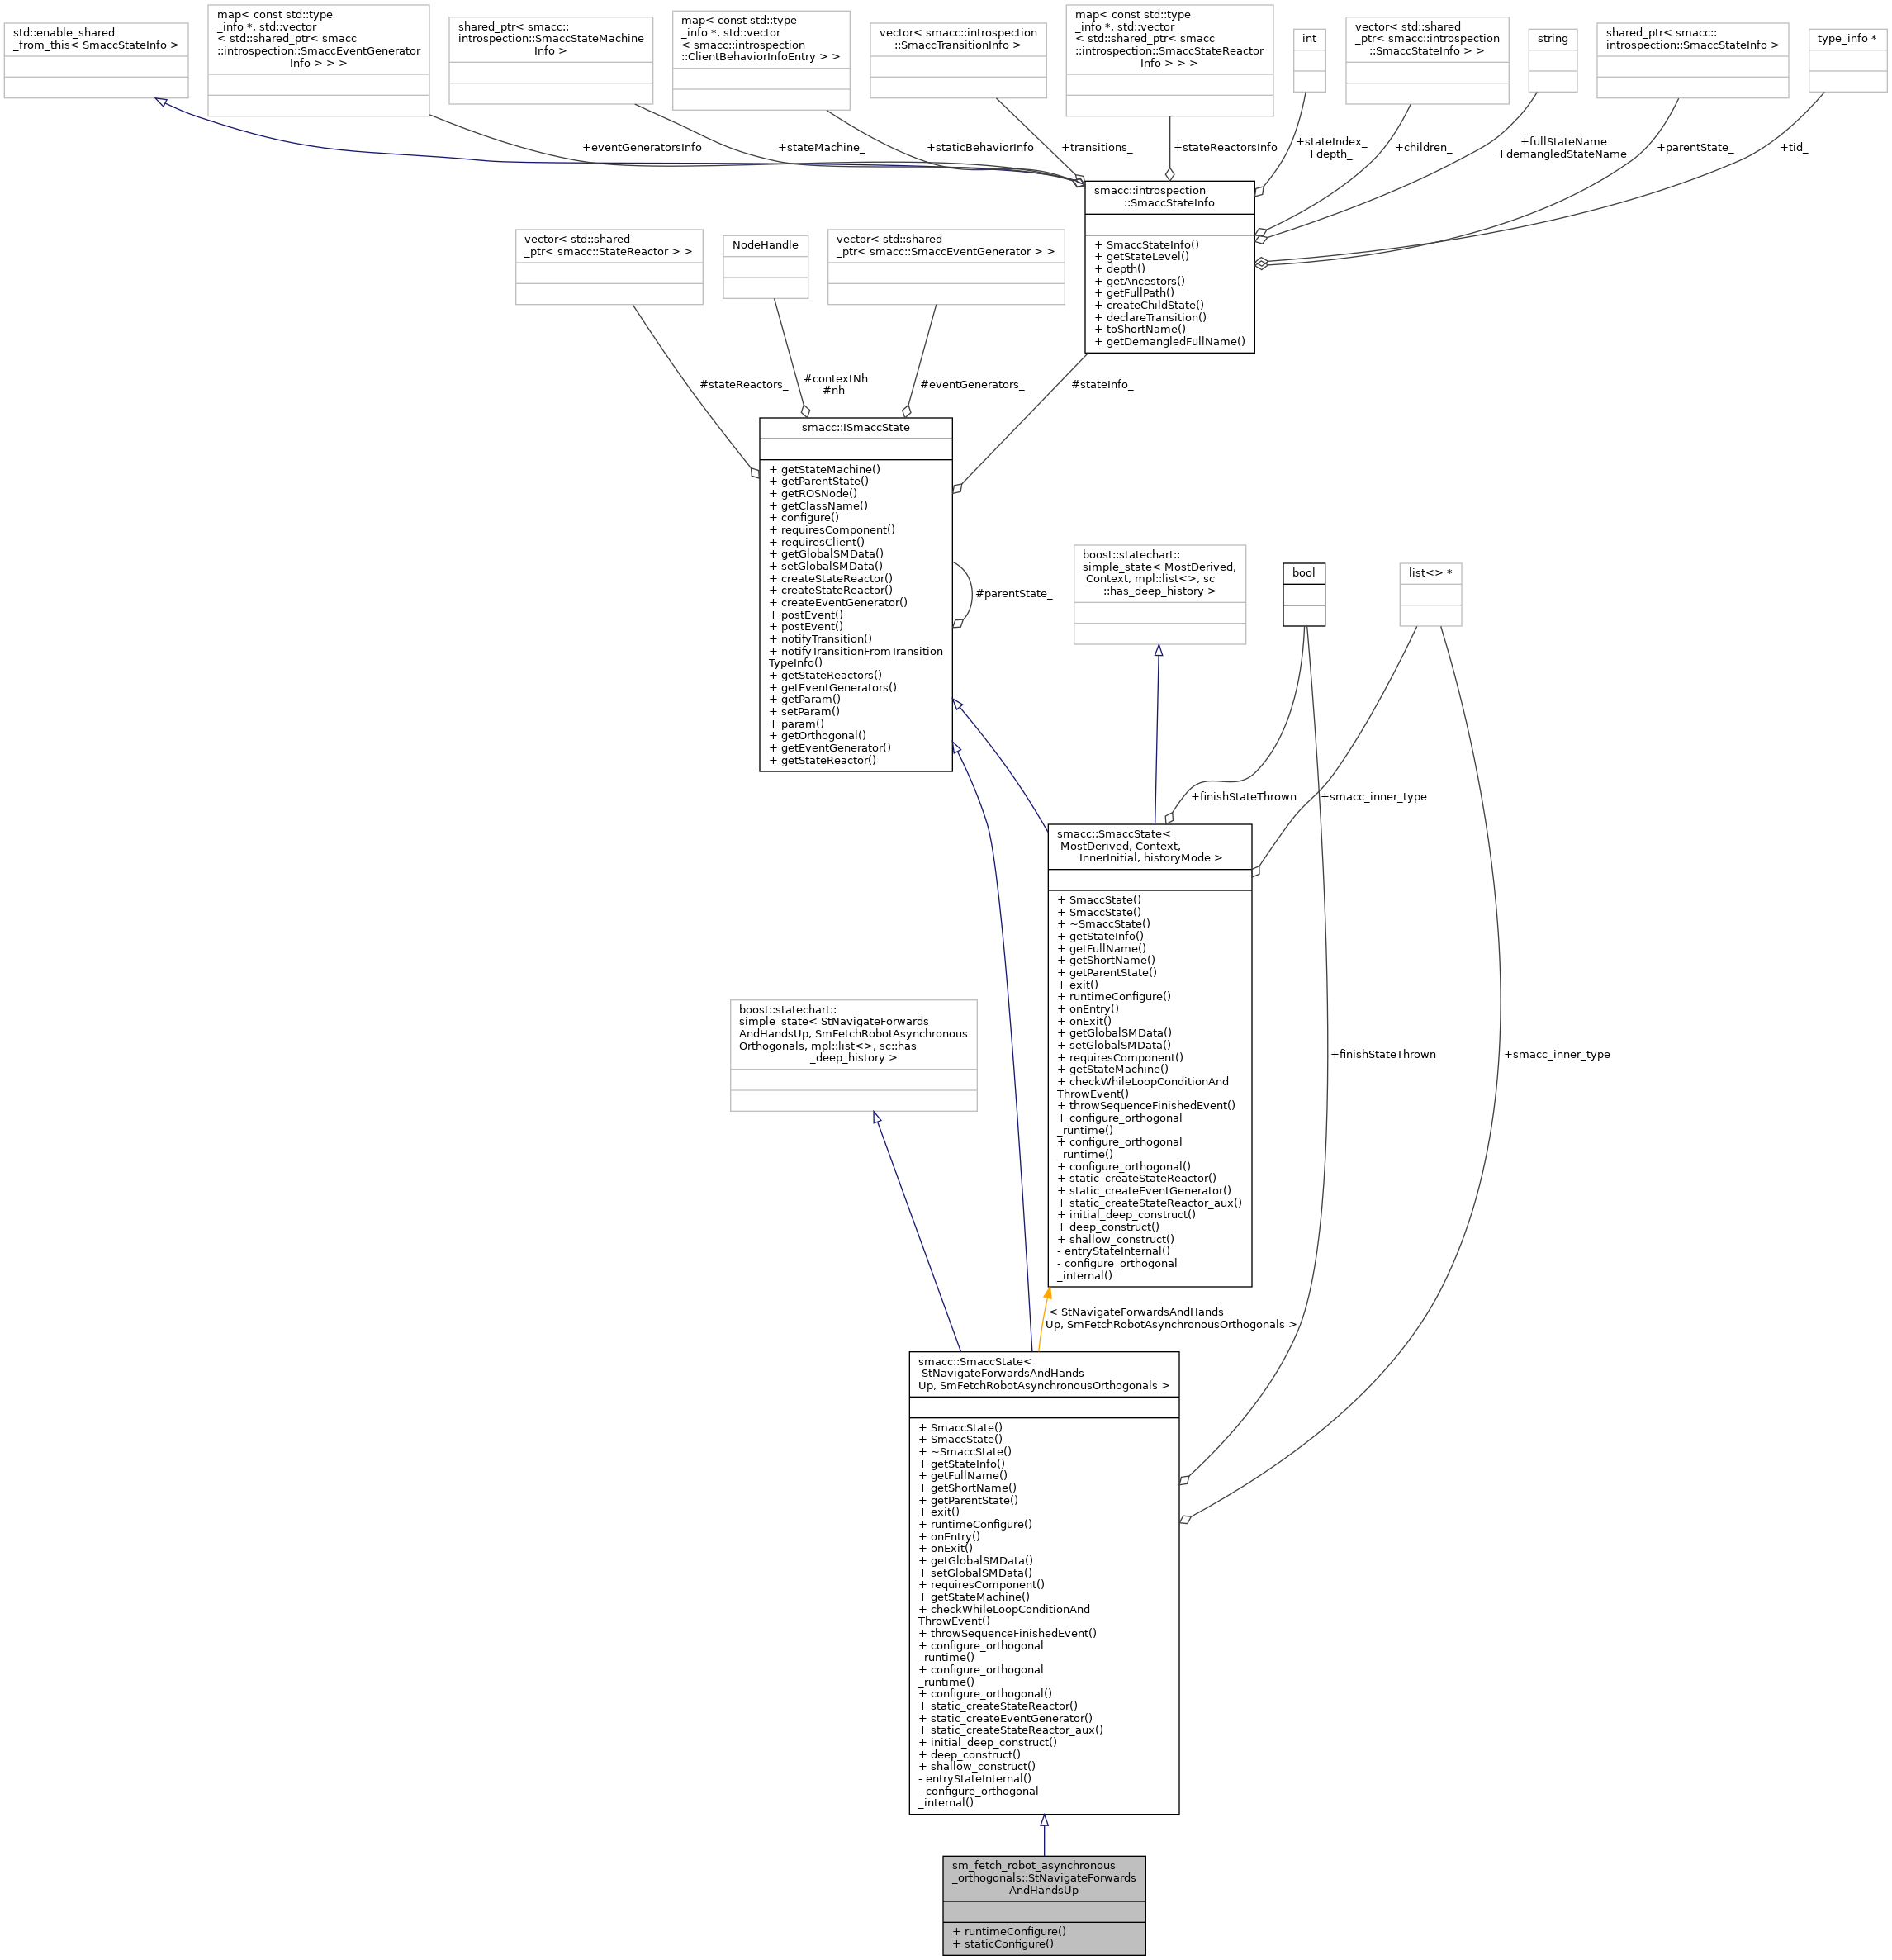 std::enable_shared
_from_this< SmaccStateInfo >
map< const std::type
_info *, std::vector
< std::shared_ptr< smacc
::introspection::SmaccEventGenerator
Info > > >
shared_ptr< smacc::
introspection::SmaccStateMachine
Info >
map< const std::type
_info *, std::vector
< smacc::introspection
::ClientBehaviorInfoEntry > >
vector< smacc::introspection
::SmaccTransitionInfo >
map< const std::type
_info *, std::vector
< std::shared_ptr< smacc
::introspection::SmaccStateReactor
Info > > >
int
vector< std::shared
_ptr< smacc::introspection
::SmaccStateInfo > >
string
shared_ptr< smacc::
introspection::SmaccStateInfo >
type_info *
+eventGeneratorsInfo
+stateMachine_
+staticBehaviorInfo
+transitions_
+stateReactorsInfo
+stateIndex_
+depth_
+children_
+fullStateName
+demangledStateName
+parentState_
+tid_
smacc::introspection
::SmaccStateInfo
+ SmaccStateInfo()
+ getStateLevel()
+ depth()
+ getAncestors()
+ getFullPath()
+ createChildState()
+ declareTransition()
+ toShortName()
+ getDemangledFullName()
vector< std::shared
_ptr< smacc::StateReactor > >
NodeHandle
vector< std::shared
_ptr< smacc::SmaccEventGenerator > >
#stateReactors_
#contextNh
#nh
#eventGenerators_
#stateInfo_
smacc::ISmaccState
+ getStateMachine()
+ getParentState()
+ getROSNode()
+ getClassName()
+ configure()
+ requiresComponent()
+ requiresClient()
+ getGlobalSMData()
+ setGlobalSMData()
+ createStateReactor()
+ createStateReactor()
+ createEventGenerator()
+ postEvent()
+ postEvent()
+ notifyTransition()
+ notifyTransitionFromTransition
TypeInfo()
+ getStateReactors()
+ getEventGenerators()
+ getParam()
+ setParam()
+ param()
+ getOrthogonal()
+ getEventGenerator()
+ getStateReactor()
#parentState_
boost::statechart::
simple_state< MostDerived,
Context, mpl::list<>, sc
::has_deep_history >
bool
list<> *
+finishStateThrown
+smacc_inner_type
smacc::SmaccState<
MostDerived, Context,
InnerInitial, historyMode >
+ SmaccState()
+ SmaccState()
+ ~SmaccState()
+ getStateInfo()
+ getFullName()
+ getShortName()
+ getParentState()
+ exit()
+ runtimeConfigure()
+ onEntry()
+ onExit()
+ getGlobalSMData()
+ setGlobalSMData()
+ requiresComponent()
+ getStateMachine()
+ checkWhileLoopConditionAnd
ThrowEvent()
+ throwSequenceFinishedEvent()
+ configure_orthogonal
_runtime()
+ configure_orthogonal
_runtime()
+ configure_orthogonal()
+ static_createStateReactor()
+ static_createEventGenerator()
+ static_createStateReactor_aux()
+ initial_deep_construct()
+ deep_construct()
+ shallow_construct()
- entryStateInternal()
- configure_orthogonal
_internal()
boost::statechart::
simple_state< StNavigateForwards
AndHandsUp, SmFetchRobotAsynchronous
Orthogonals, mpl::list<>, sc::has
_deep_history >
+finishStateThrown
+smacc_inner_type
< StNavigateForwardsAndHands
Up, SmFetchRobotAsynchronousOrthogonals >
smacc::SmaccState<
StNavigateForwardsAndHands
Up, SmFetchRobotAsynchronousOrthogonals >
+ SmaccState()
+ SmaccState()
+ ~SmaccState()
+ getStateInfo()
+ getFullName()
+ getShortName()
+ getParentState()
+ exit()
+ runtimeConfigure()
+ onEntry()
+ onExit()
+ getGlobalSMData()
+ setGlobalSMData()
+ requiresComponent()
+ getStateMachine()
+ checkWhileLoopConditionAnd
ThrowEvent()
+ throwSequenceFinishedEvent()
+ configure_orthogonal
_runtime()
+ configure_orthogonal
_runtime()
+ configure_orthogonal()
+ static_createStateReactor()
+ static_createEventGenerator()
+ static_createStateReactor_aux()
+ initial_deep_construct()
+ deep_construct()
+ shallow_construct()
- entryStateInternal()
- configure_orthogonal
_internal()
sm_fetch_robot_asynchronous
_orthogonals::StNavigateForwards
AndHandsUp
+ runtimeConfigure()
+ staticConfigure()